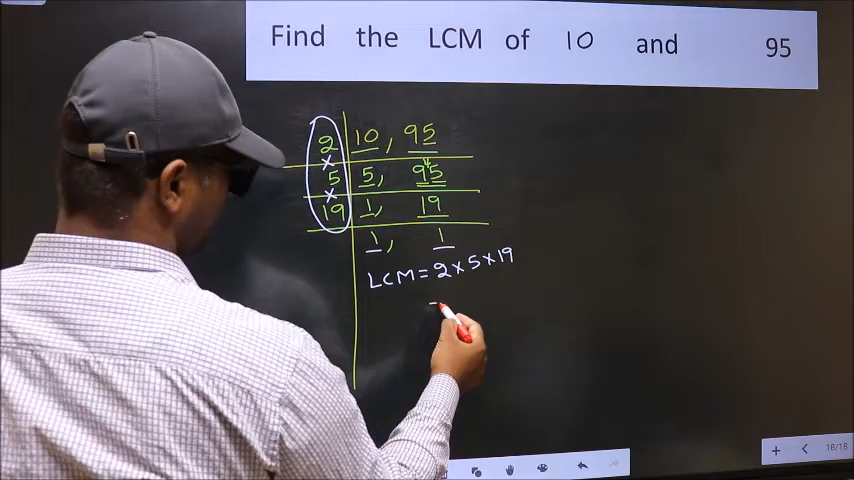 Find the LCM of 10 and 95
2 10, 95
× 
5 5, 95
×
19 1, 19
1, 1
LCM = 2 × 5 × 19
18/18